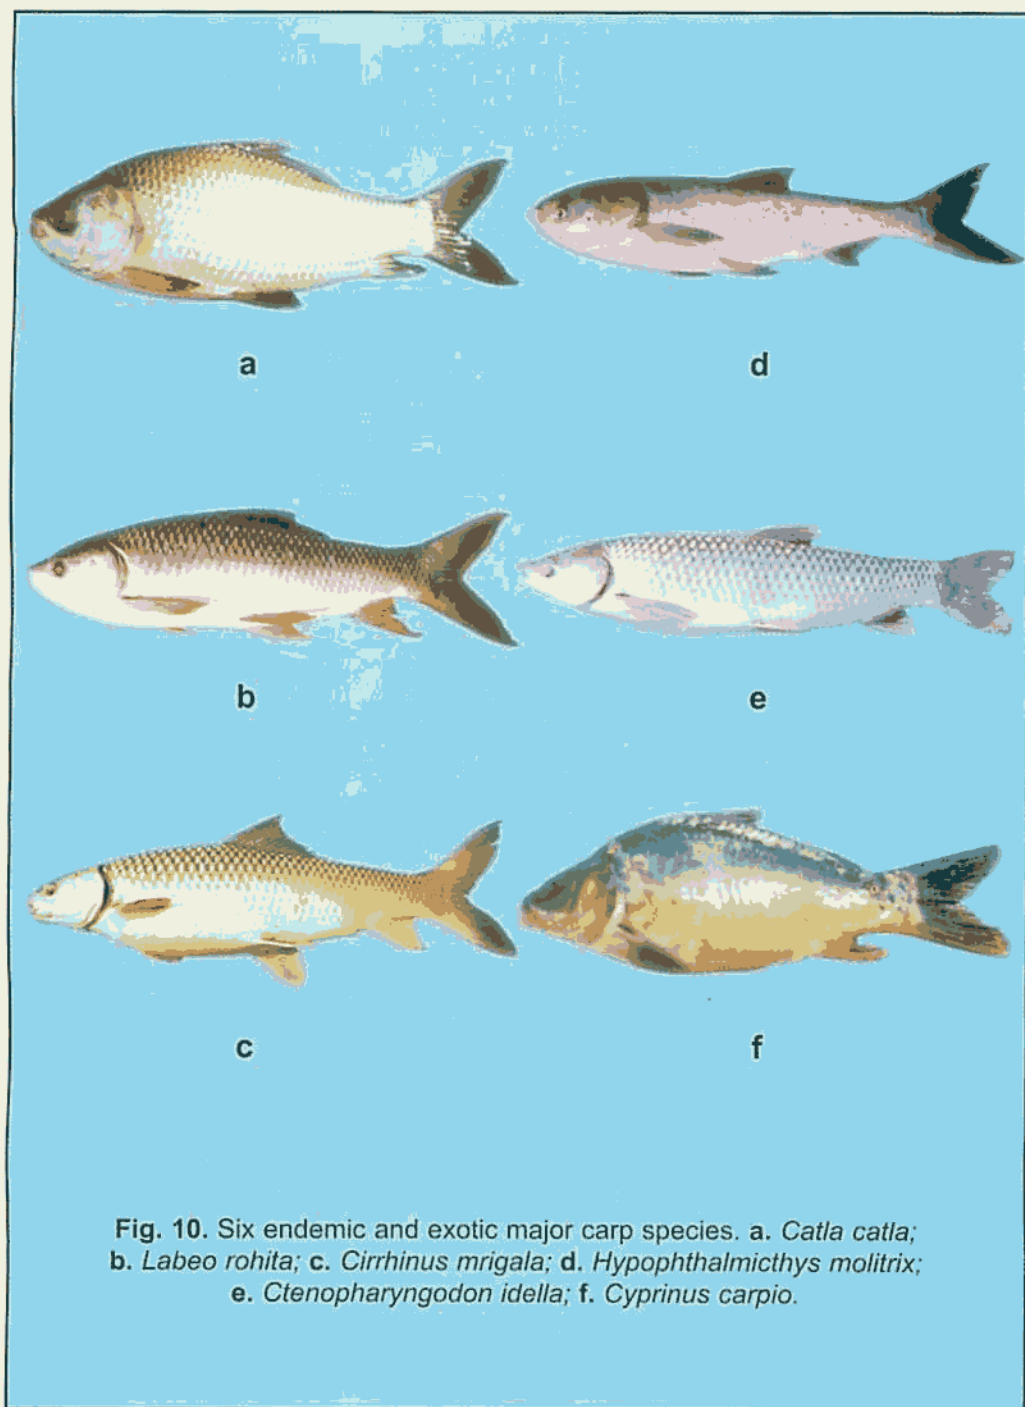 a
d
b
e
c
f
Fig. 10. Six endemic and exotic major carp species. a. Catla catla;
b. Labeo rohita; c. Cirrhinus mrigala; d. Hypophthalmicthys molitrix;
e. Ctenopharyngodon idella; f. Cyprinus carpio.